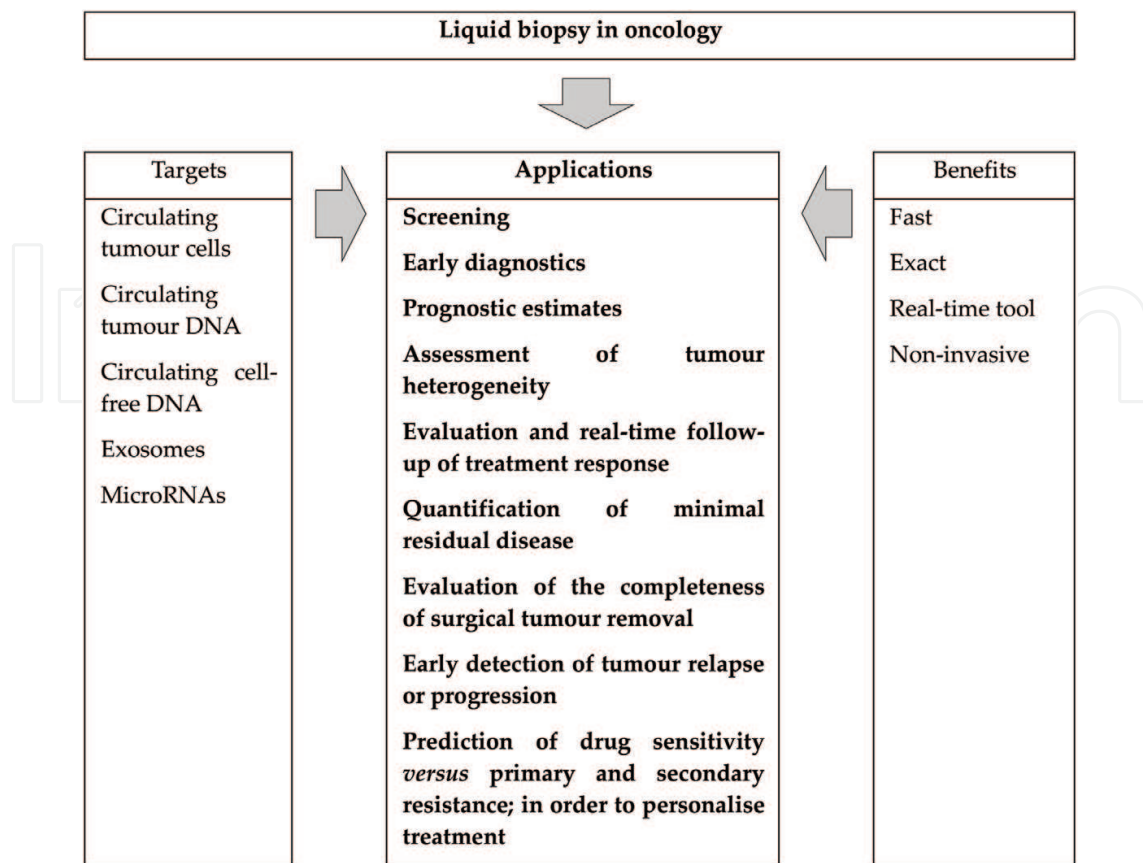 Liquid biopsy in oncology
Targets
Circulating
tumour cells
Circulating
tumour DNA
Circulating cell-
free DNA
Exosomes
MicroRNAs
Applications
Screening
Early diagnostics
Prognostic estimates
Assessment of tumour
heterogeneity
Evaluation and real-time follow-
up of treatment response
Quantification of minimal
residual disease
Evaluation of the completeness
of surgical tumour removal
Early detection of tumour relapse
or progression
Prediction of drug sensitivity
versus primary and secondary
resistance; in order to personalise
treatment
Benefits
Fast
Exact
Real-time tool
Non-invasive